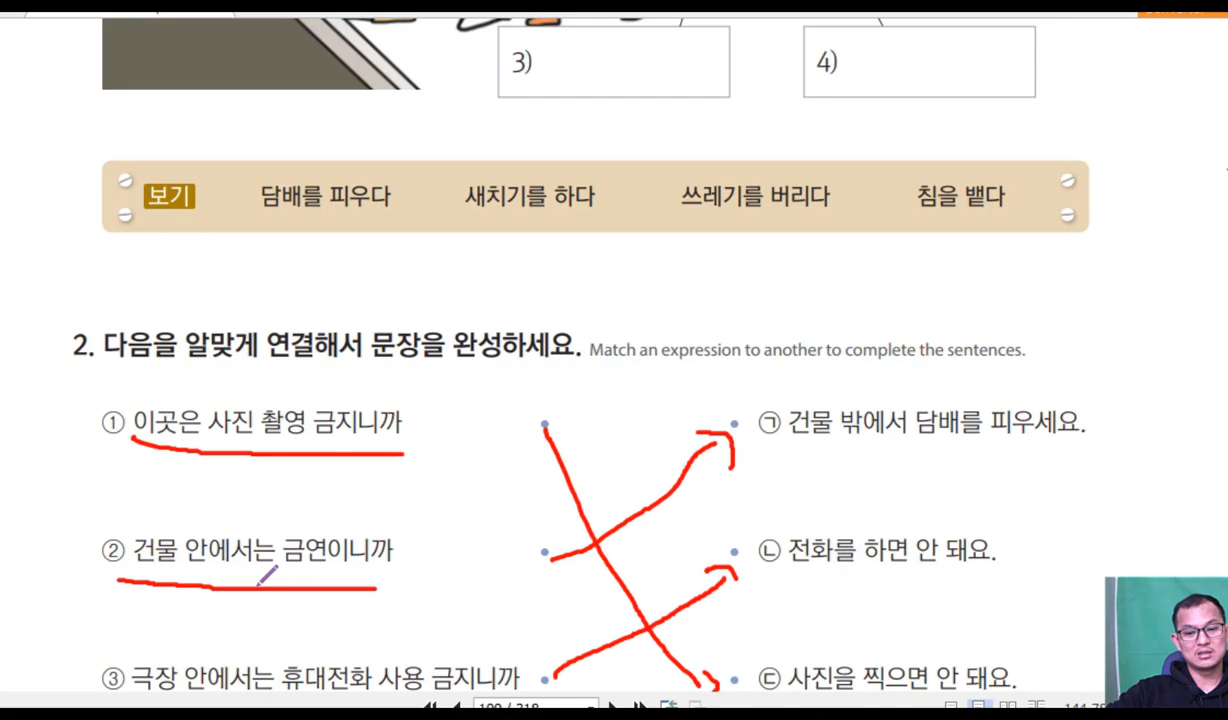 3)
4)
보기 담배를 피우다 새치기를 하다 쓰레기를 버리다 침을 뱉다
2. 다음을 알맞게 연결해서 문장을 완성하세요. Match an expression to another to complete the sentences.
① 이곳은 사진 촬영 금지니까
㉠ 건물 밖에서 담배를 피우세요.
② 건물 안에서는 금연이니까
㉡ 전화를 하면 안 돼요.
③ 극장 안에서는 휴대전화 사용 금지니까
㉢ 사진을 찍으면 안 돼요.